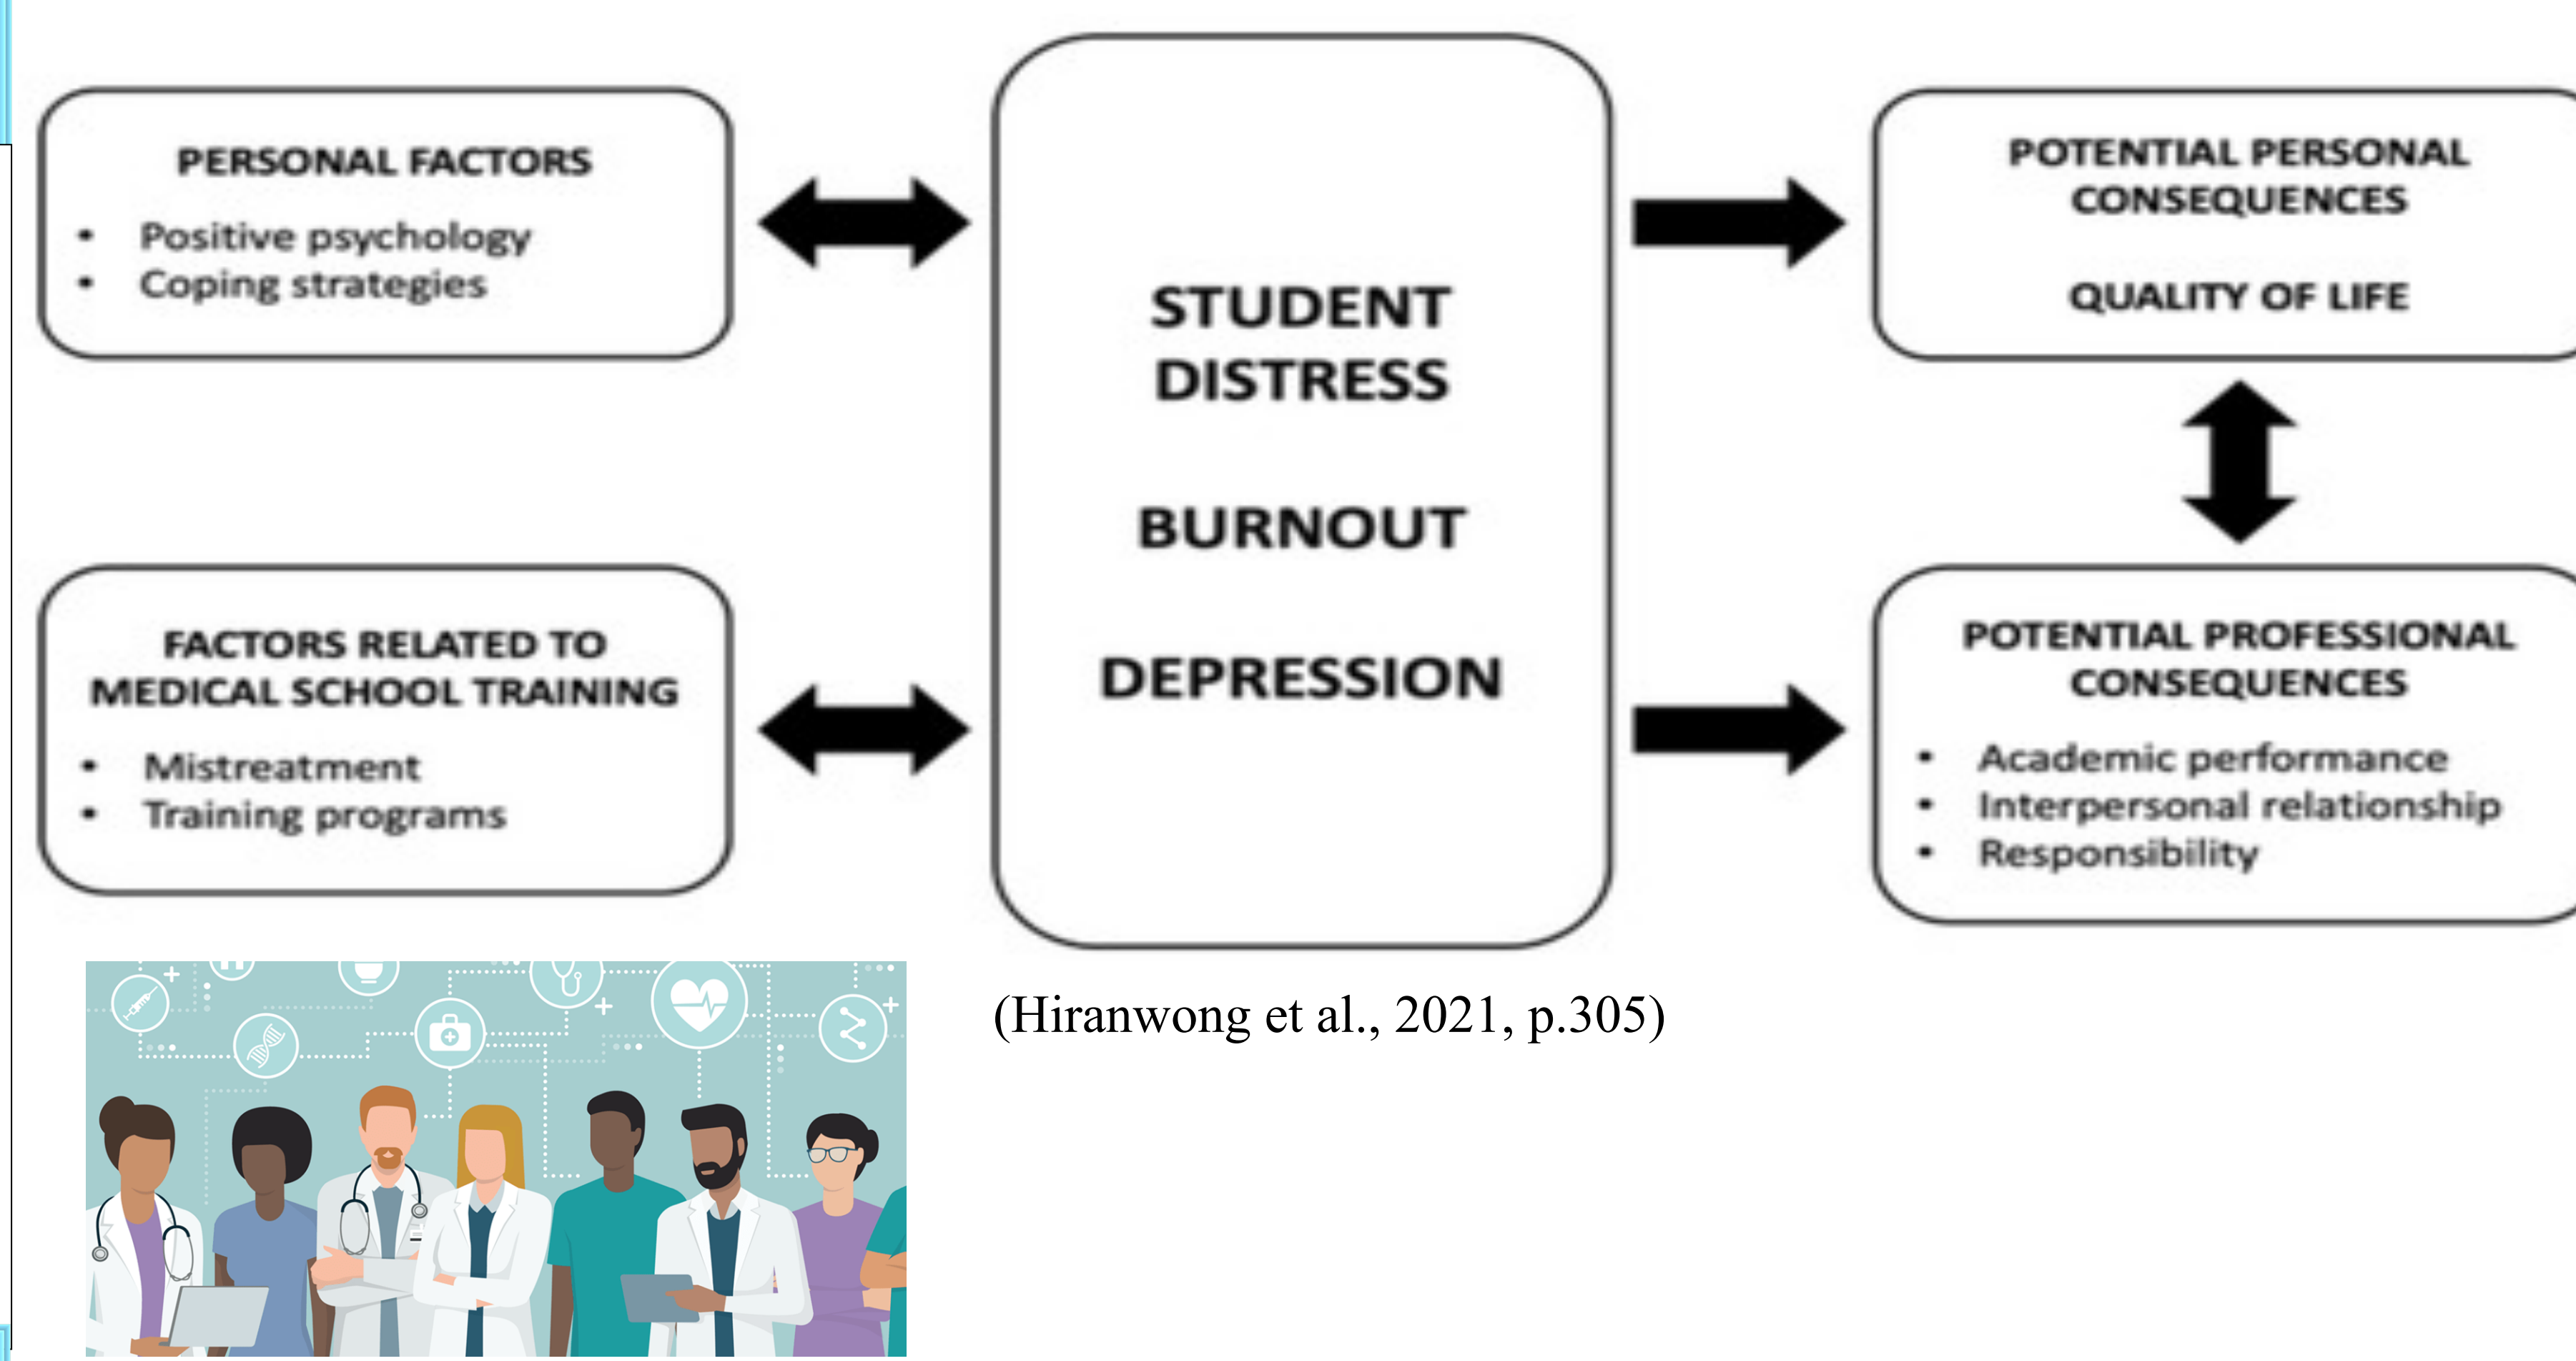 PERSONAL FACTORS
• Positive psychology
• Coping strategies
FACTORS RELATED TO
MEDICAL SCHOOL TRAINING
• Mistreatment
• Training programs
STUDENT
DISTRESS
BURNOUT
DEPRESSION
POTENTIAL PERSONAL
CONSEQUENCES
QUALITY OF LIFE
POTENTIAL PROFESSIONAL
CONSEQUENCES
• Academic performance
• Interpersonal relationship
• Responsibility
(Hiranwong et al., 2021, p.305)